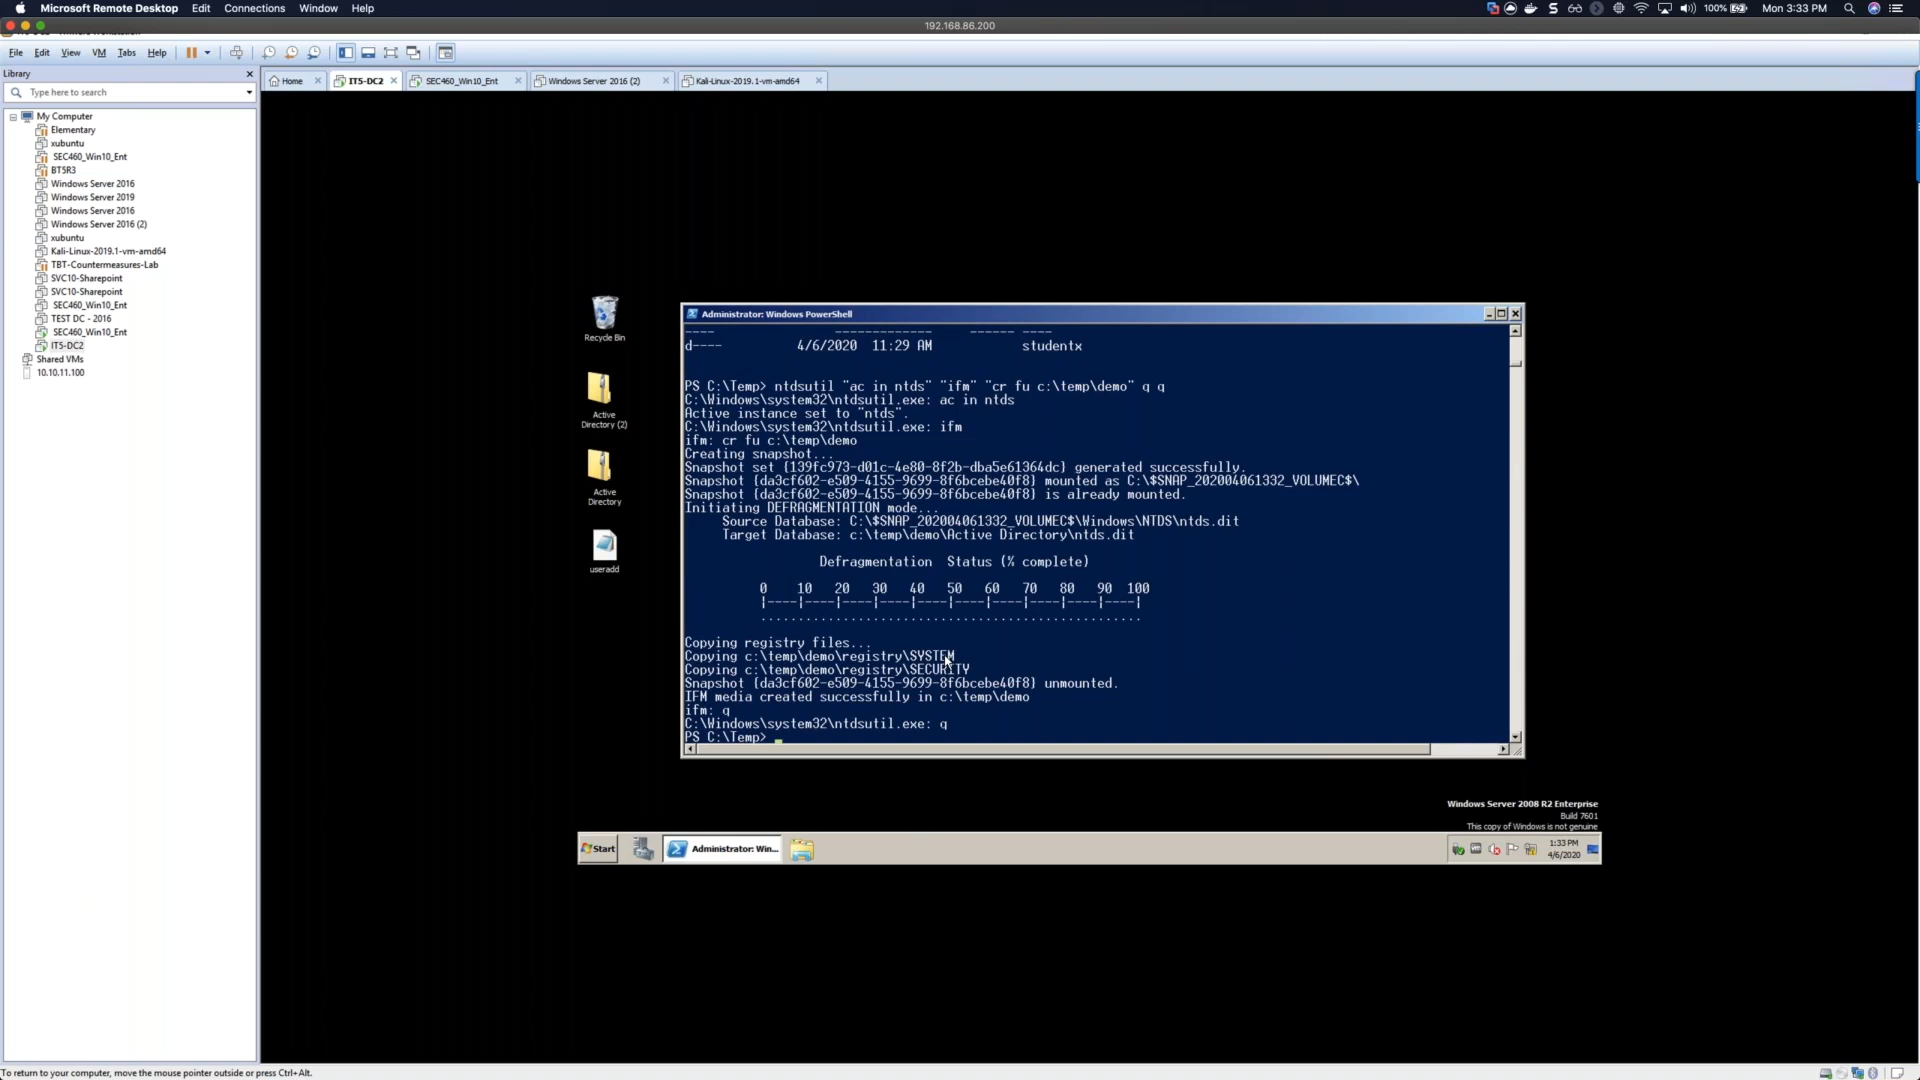 Microsoft Remote Desktop Edit Connections Window Help
100% Mon 3:33 PM
192.168.86.200
File Edit View VM Tabs Help
Library
Type here to search
My Computer
Elementary
xubuntu
SEC460_Win10_Ent
BT5R3
Windows Server 2016
Windows Server 2019
Windows Server 2016
Windows Server 2016 (2)
xubuntu
Kali-Linux-2019.1-vm-amd64
TBT-Countermeasures-Lab
SVC10-Sharepoint
SVC10-Sharepoint
SEC460_Win10_Ent
TEST DC - 2016
SEC460_Win10_Ent
IT5-DC2
Shared VMs
10.10.11.100
Home IT5-DC2 SEC460_Win10_Ent Windows Server 2016 (2) Kali-Linux-2019.1-vm-amd64
Recycle Bin
Active
Directory (2)
Active
Directory
useradd
Administrator: Windows PowerShell
---- ------------- ------ ----
d---- 4/6/2020 11:29 AM studentx
PS C:\Temp> ntdsutil "ac in ntds" "ifm" "cr fu c:\temp\demo" q q
C:\Windows\system32\ntdsutil.exe: ac in ntds
Active instance set to "ntds".
C:\Windows\system32\ntdsutil.exe: ifm
ifm: cr fu c:\temp\demo
Creating snapshot...
Snapshot set {139fc973-d01c-4e80-8f2b-dba5e61364dc} generated successfully.
Snapshot {da3cf602-e509-4155-9699-8f6bcebe40f8} mounted as C:\$SNAP_202004061332_VOLUMEC$\
Snapshot {da3cf602-e509-4155-9699-8f6bcebe40f8} is already mounted.
Initiating DEFRAGMENTATION mode...
Source Database: C:\$SNAP_202004061332_VOLUMEC$\Windows\NTDS\ntds.dit
Target Database: c:\temp\demo\Active Directory\ntds.dit
Defragmentation Status (% complete)
0 10 20 30 40 50 60 70 80 90 100
|----|----|----|----|----|----|----|----|----|----|
...................................................
Copying registry files...
Copying c:\temp\demo\registry\SYSTEM
Copying c:\temp\demo\registry\SECURITY
Snapshot {da3cf602-e509-4155-9699-8f6bcebe40f8} unmounted.
IFM media created successfully in c:\temp\demo
ifm: q
C:\Windows\system32\ntdsutil.exe: q
PS C:\Temp>
Windows Server 2008 R2 Enterprise
Build 7601
This copy of Windows is not genuine
Start Administrator: Win...
1:33 PM
4/6/2020
To return to your computer, move the mouse pointer outside or press Ctrl+Alt.